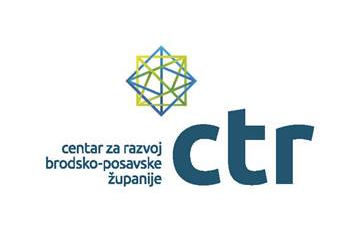 centar za razvoj
brodsko-posavske
županije
ctr